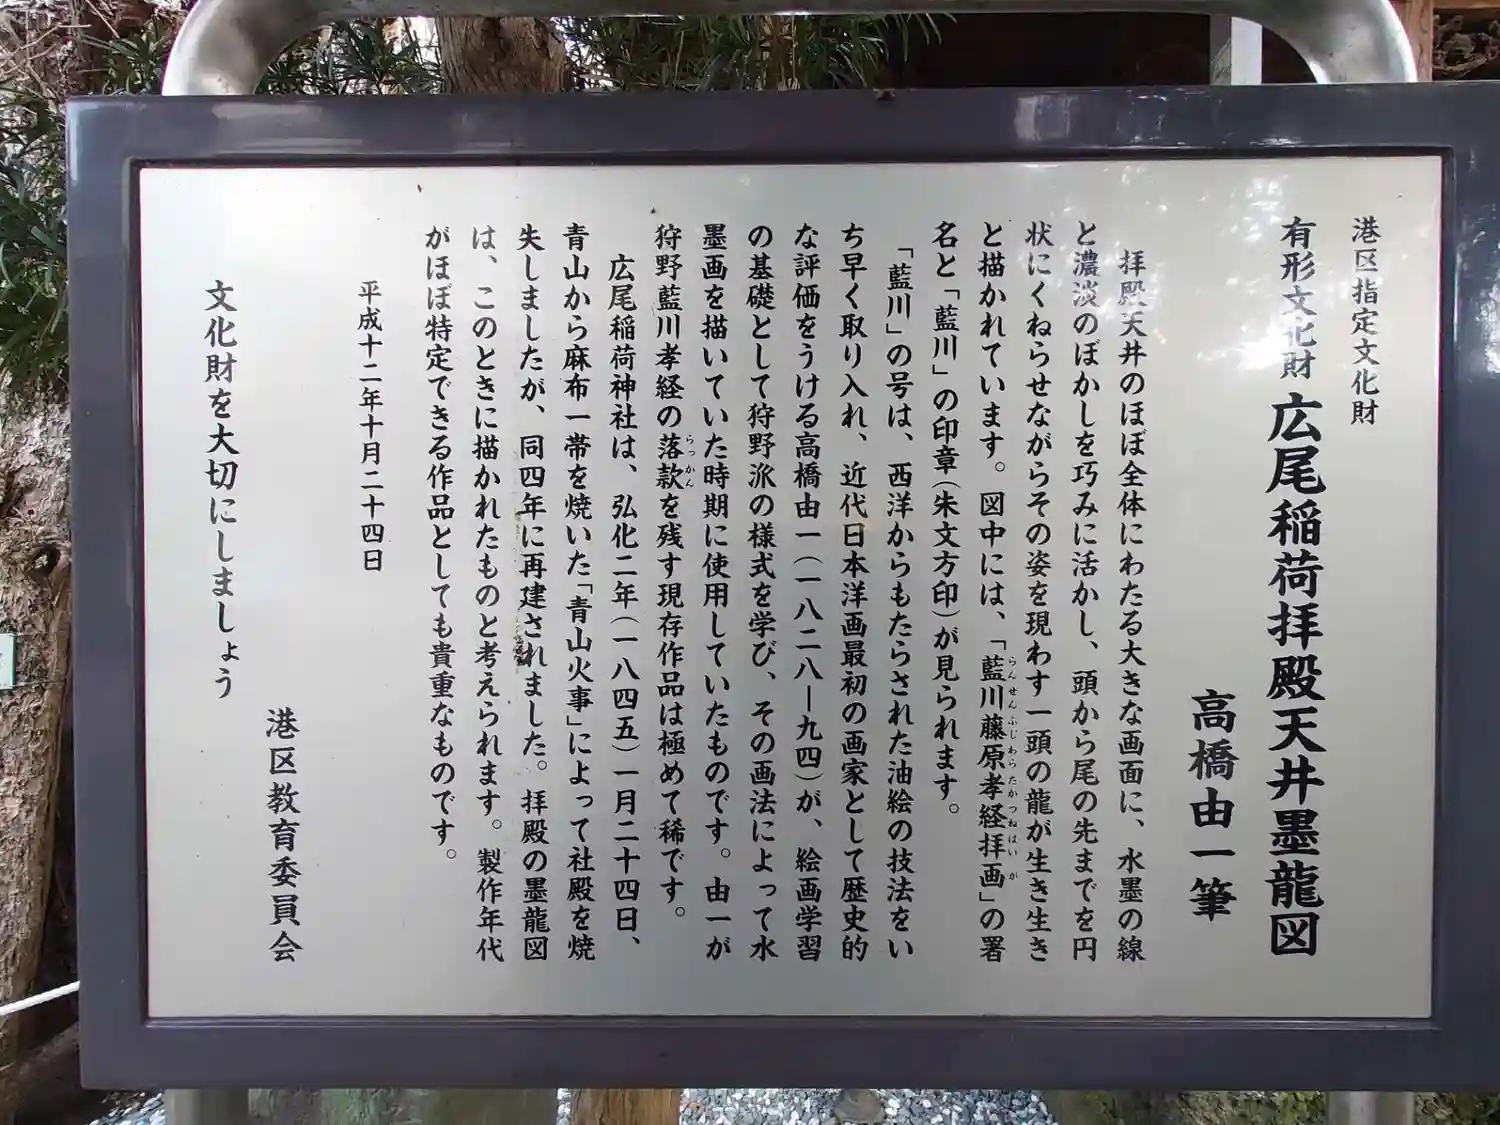 港区指定文化財
有形文化財 広尾稲荷拝殿天井墨龍図
高橋由一筆
拝殿天井のほぼ全体にわたる大きな画面に、水墨の線
と濃淡のぼかしを巧みに活かし、頭から尾の先までを円
状にくねらせながらその姿を現わす一頭の龍が生き生き
と描かれています。図中には、「藍川藤原孝経拝画」の署
らんせんふじわらたかつねはいが
名と「藍川」の印章(朱文方印)が見られます。
「藍川」の号は、西洋からもたらされた油絵の技法をい
ち早く取り入れ、近代日本洋画最初の画家として歴史的
な評価をうける高橋由一(一八二八―九四)が、絵画学習
の基礎として狩野派の様式を学び、その画法によって水
墨画を描いていた時期に使用していたものです。由一が
狩野藍川孝経の落款を残す現存作品は極めて稀です。
らっかん
広尾稲荷神社は、弘化二年(一八四五)一月二十四日、
青山から麻布一帯を焼いた「青山火事」によって社殿を焼
失しましたが、同四年に再建されました。拝殿の墨龍図
は、このときに描かれたものと考えられます。製作年代
がほぼ特定できる作品としても貴重なものです。
平成十二年十月二十四日
港区教育委員会
文化財を大切にしましょう